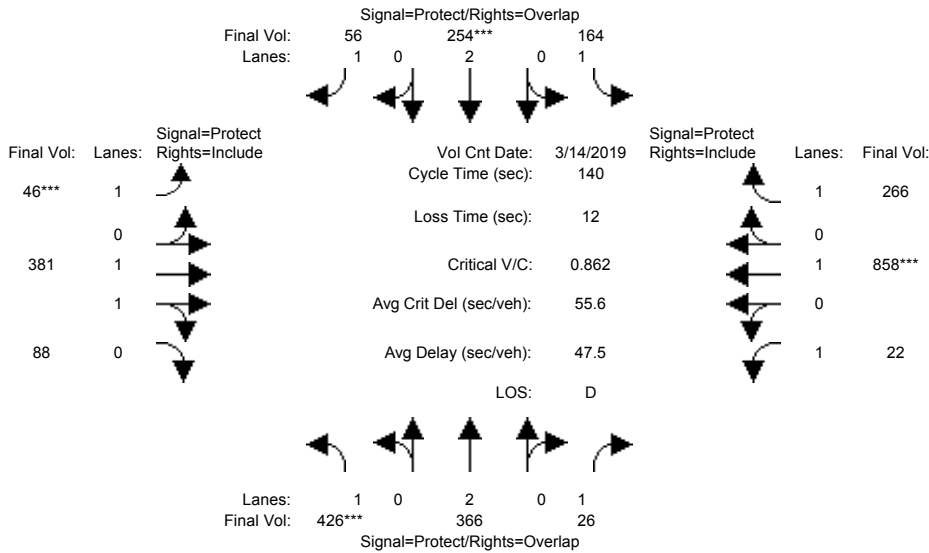 Signal=Protect/Rights=Overlap
Final Vol: 56 254*** 164
Lanes: 1 0 2 0 1
Signal=Protect
Final Vol: Lanes: Rights=Include
Vol Cnt Date: 3/14/2019
Signal=Protect
Rights=Include Lanes: Final Vol:
Cycle Time (sec): 140
46*** 1
1 266
Loss Time (sec): 12
0
0
381 1
Critical V/C: 0.862
1 858***
1
Avg Crit Del (sec/veh): 55.6
0
88 0
Avg Delay (sec/veh): 47.5
1 22
LOS: D
Lanes: 1 0 2 0 1
Final Vol: 426*** 366 26
Signal=Protect/Rights=Overlap